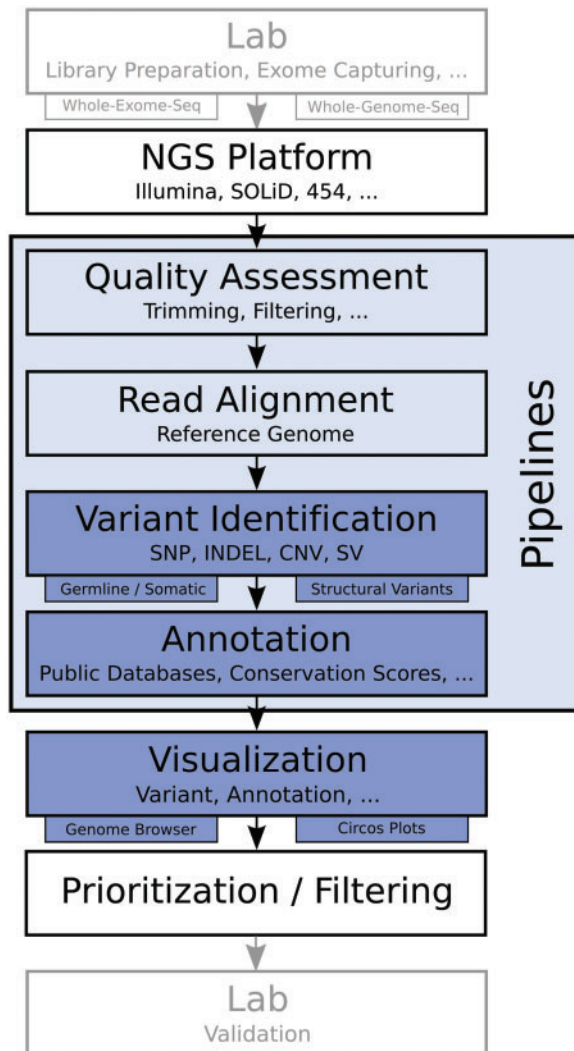 Lab
Library Preparation, Exome Capturing, ...
Whole-Exome-Seq
Whole-Genome-Seq
NGS Platform
Illumina, SOLiD, 454, ...
Quality Assessment
Trimming, Filtering, ...
Read Alignment
Reference Genome
Variant Identification
SNP, INDEL, CNV, SV
Germline / Somatic
Structural Variants
Annotation
Public Databases, Conservation Scores, ...
Pipelines
Visualization
Variant, Annotation, ...
Genome Browser
Circos Plots
Prioritization / Filtering
Lab
Validation